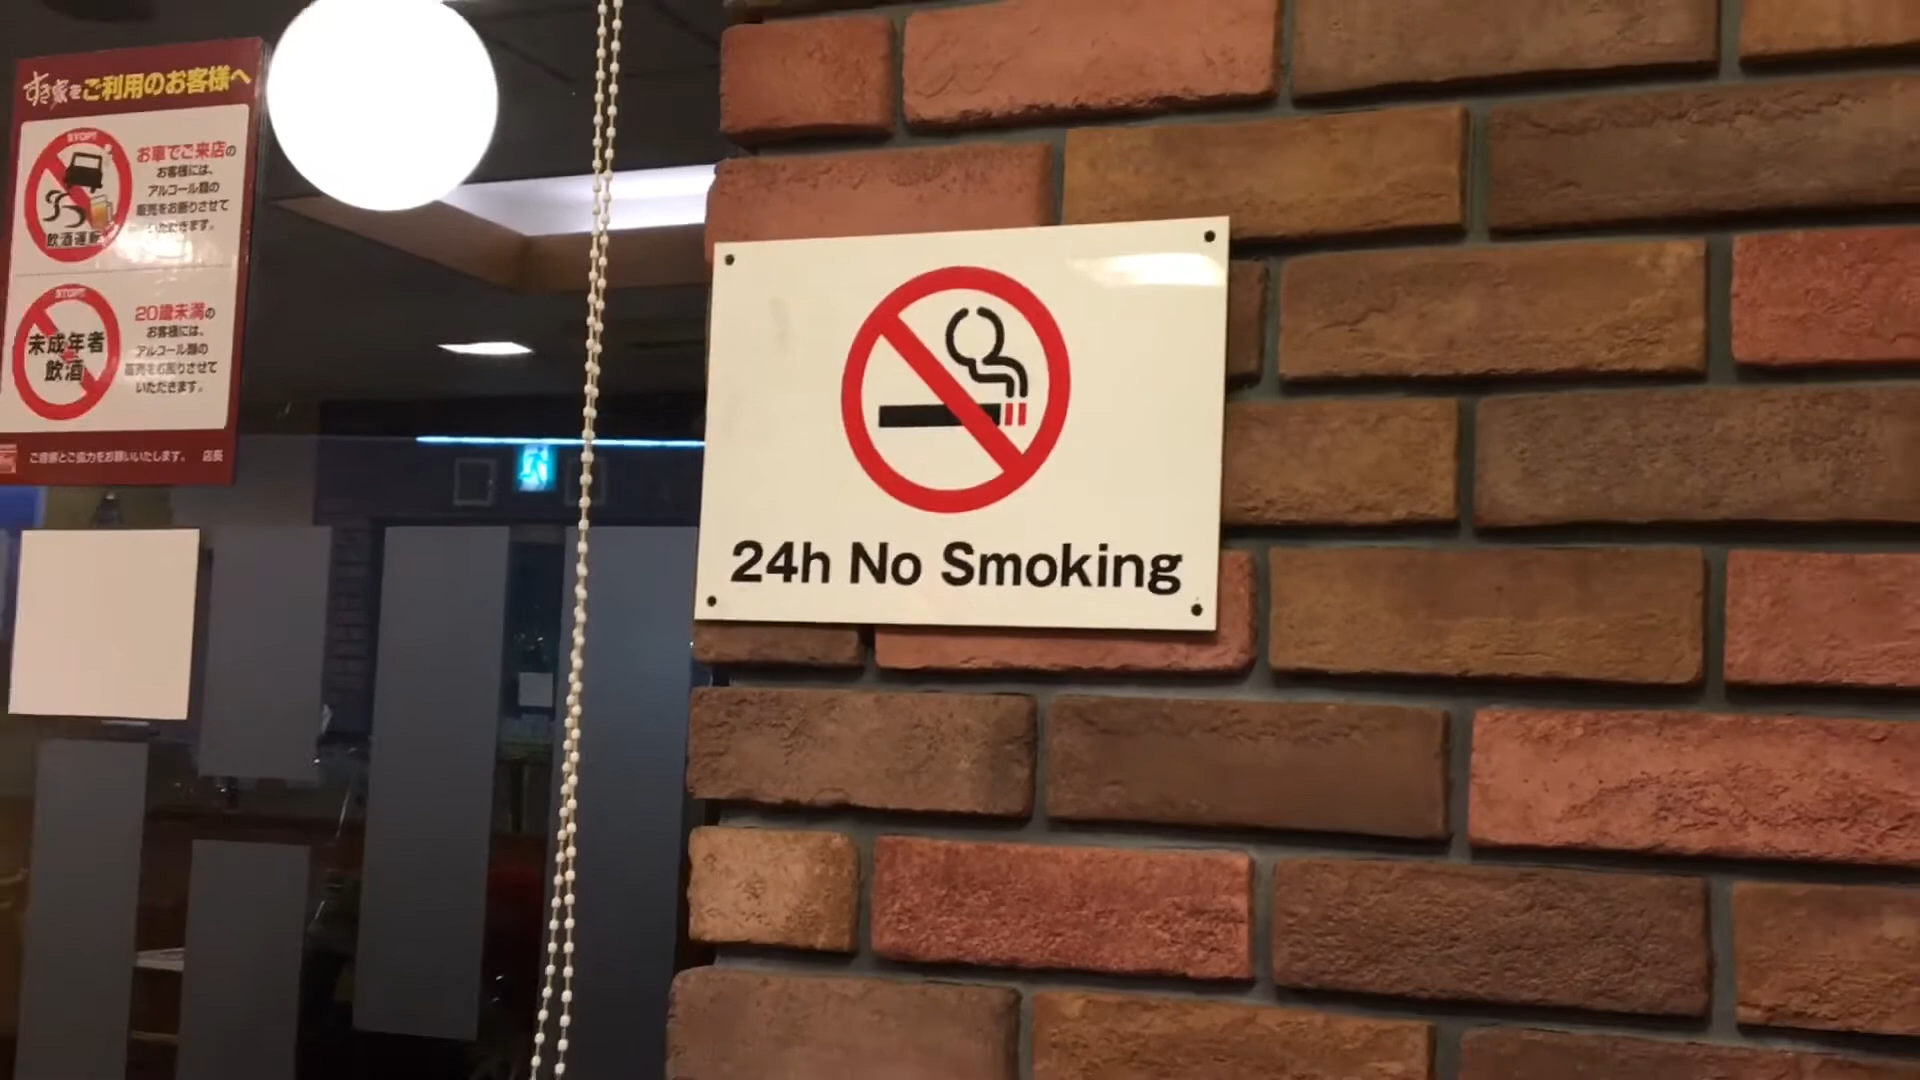 すき家をご利用のお客様へ
STOP!
飲酒運転
お車でご来店の
お客様には、
アルコール類の
販売をお断りさせて
いただきます。
STOP!
未成年者
飲酒
20歳未満の
お客様には、
アルコール類の
販売をお断りさせて
いただきます。
ご理解とご協力をお願いいたします。 店長
24h No Smoking